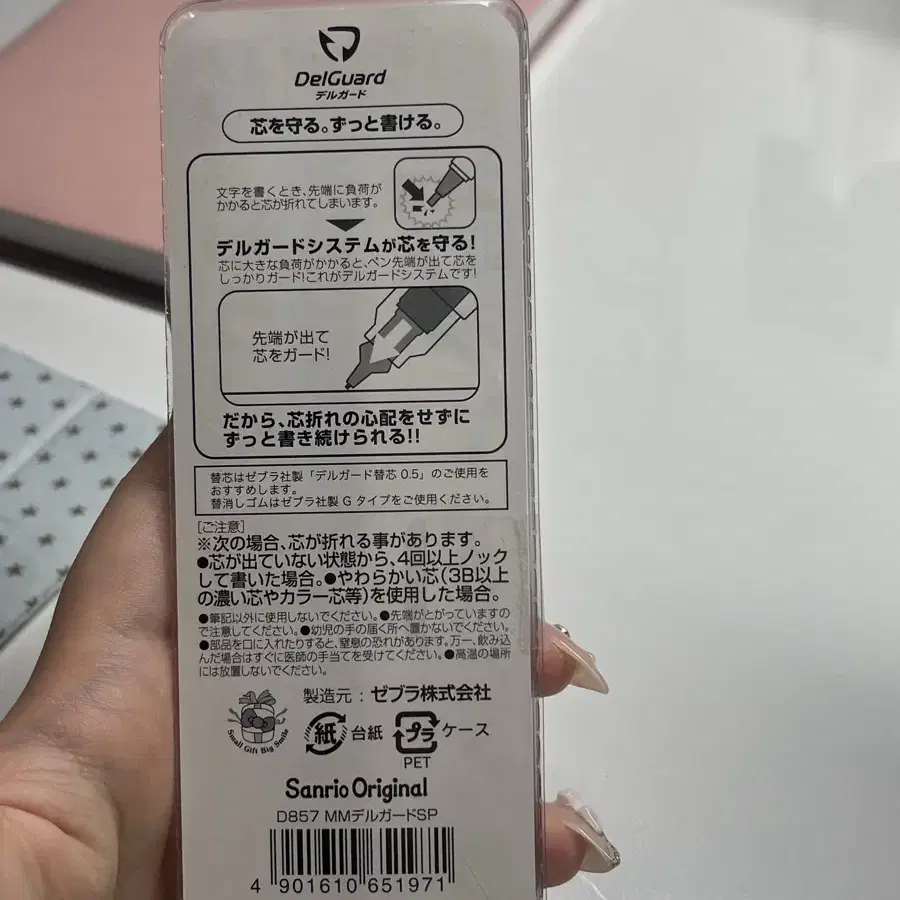 DelGuard
デルガード
芯を守る。ずっと書ける。
文字を書くとき、先端に負荷が
かかると芯が折れてしまいます。
デルガードシステムが芯を守る!
芯に大きな負荷がかかると、ペン先端が出て芯を
しっかりガード!これがデルガードシステムです!
先端が出て
芯をガード!
だから、芯折れの心配をせずに
ずっと書き続けられる!!
替芯はゼブラ社製「デルガード替芯 0.5」のご使用を
おすすめします。
替消しゴムはゼブラ社製 G タイプをご使用ください。
[ご注意]
※次の場合、芯が折れる事があります。
●芯が出ていない状態から、4回以上ノック
して書いた場合。●やわらかい芯(3B以上
の濃い芯やカラー芯等)を使用した場合。
●筆記以外に使用しないでください。●先端がとがっていますの
で注意してください。●幼児の手の届く所へ置かないでください。
●部品を口に入れたりすると、窒息の恐れがあります。万一、飲み込
んだ場合はすぐに医師の手当てを受けてください。●高温の場所
には放置しないでください。
製造元:ゼブラ株式会社
Small Gift Big Smile
紙 台紙
プラ ケース
PET
Sanrio Original
D857 MMデルガードSP
4 901610 651971